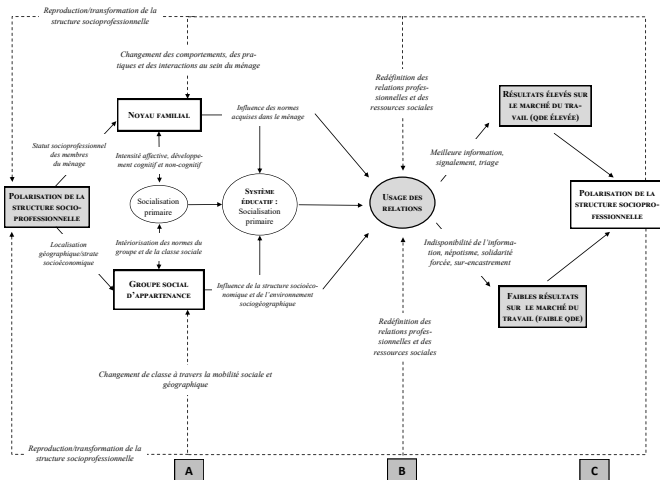 Reproduction/transformation de la
structure socioprofessionnelle
Changement des comportements, des pra-
tiques et des interactions au sein du ménage
Redéfinition des
relations profes-
sionnelles et des
ressources sociales
NOYAU FAMILIAL
Influence des normes
acquises dans le ménage
RÉSULTATS ÉLEVÉS SUR
LE MARCHÉ DU TRA-
VAIL (QDE ÉLEVÉE)
Statut socioprofessionnel
des membres
du ménage
Intensité affective, développe-
ment cognitif et non-cognitif
Meilleure information,
signalement, triage
POLARISATION DE LA
STRUCTURE SOCIO-
PROFESSIONNELLE
Socialisation
primaire
SYSTÈME
ÉDUCATIF :
Socialisation
primaire
USAGE DES
RELATIONS
POLARISATION DE LA
STRUCTURE SOCIOPRO-
FESSIONNELLE
Localisation
géographique/strate
socioéconomique
Intériorisation des normes du
groupe et de la classe sociale
Indisponibilité de l'informa-
tion, népotisme, solidarité
forcée, sur-encastrement
GROUPE SOCIAL
D'APPARTENANCE
Influence de la structure socioéco-
nomique et de l'environnement
sociogéographique
FAIBLES RÉSULTATS
SUR LE MARCHÉ DU
TRAVAIL (FAIBLE QDE)
Redéfinition des
relations profes-
sionnelles et des
ressources sociales
Changement de classe à travers la mobilité sociale et
géographique
Reproduction/transformation de la
structure socioprofessionnelle
A
B
C